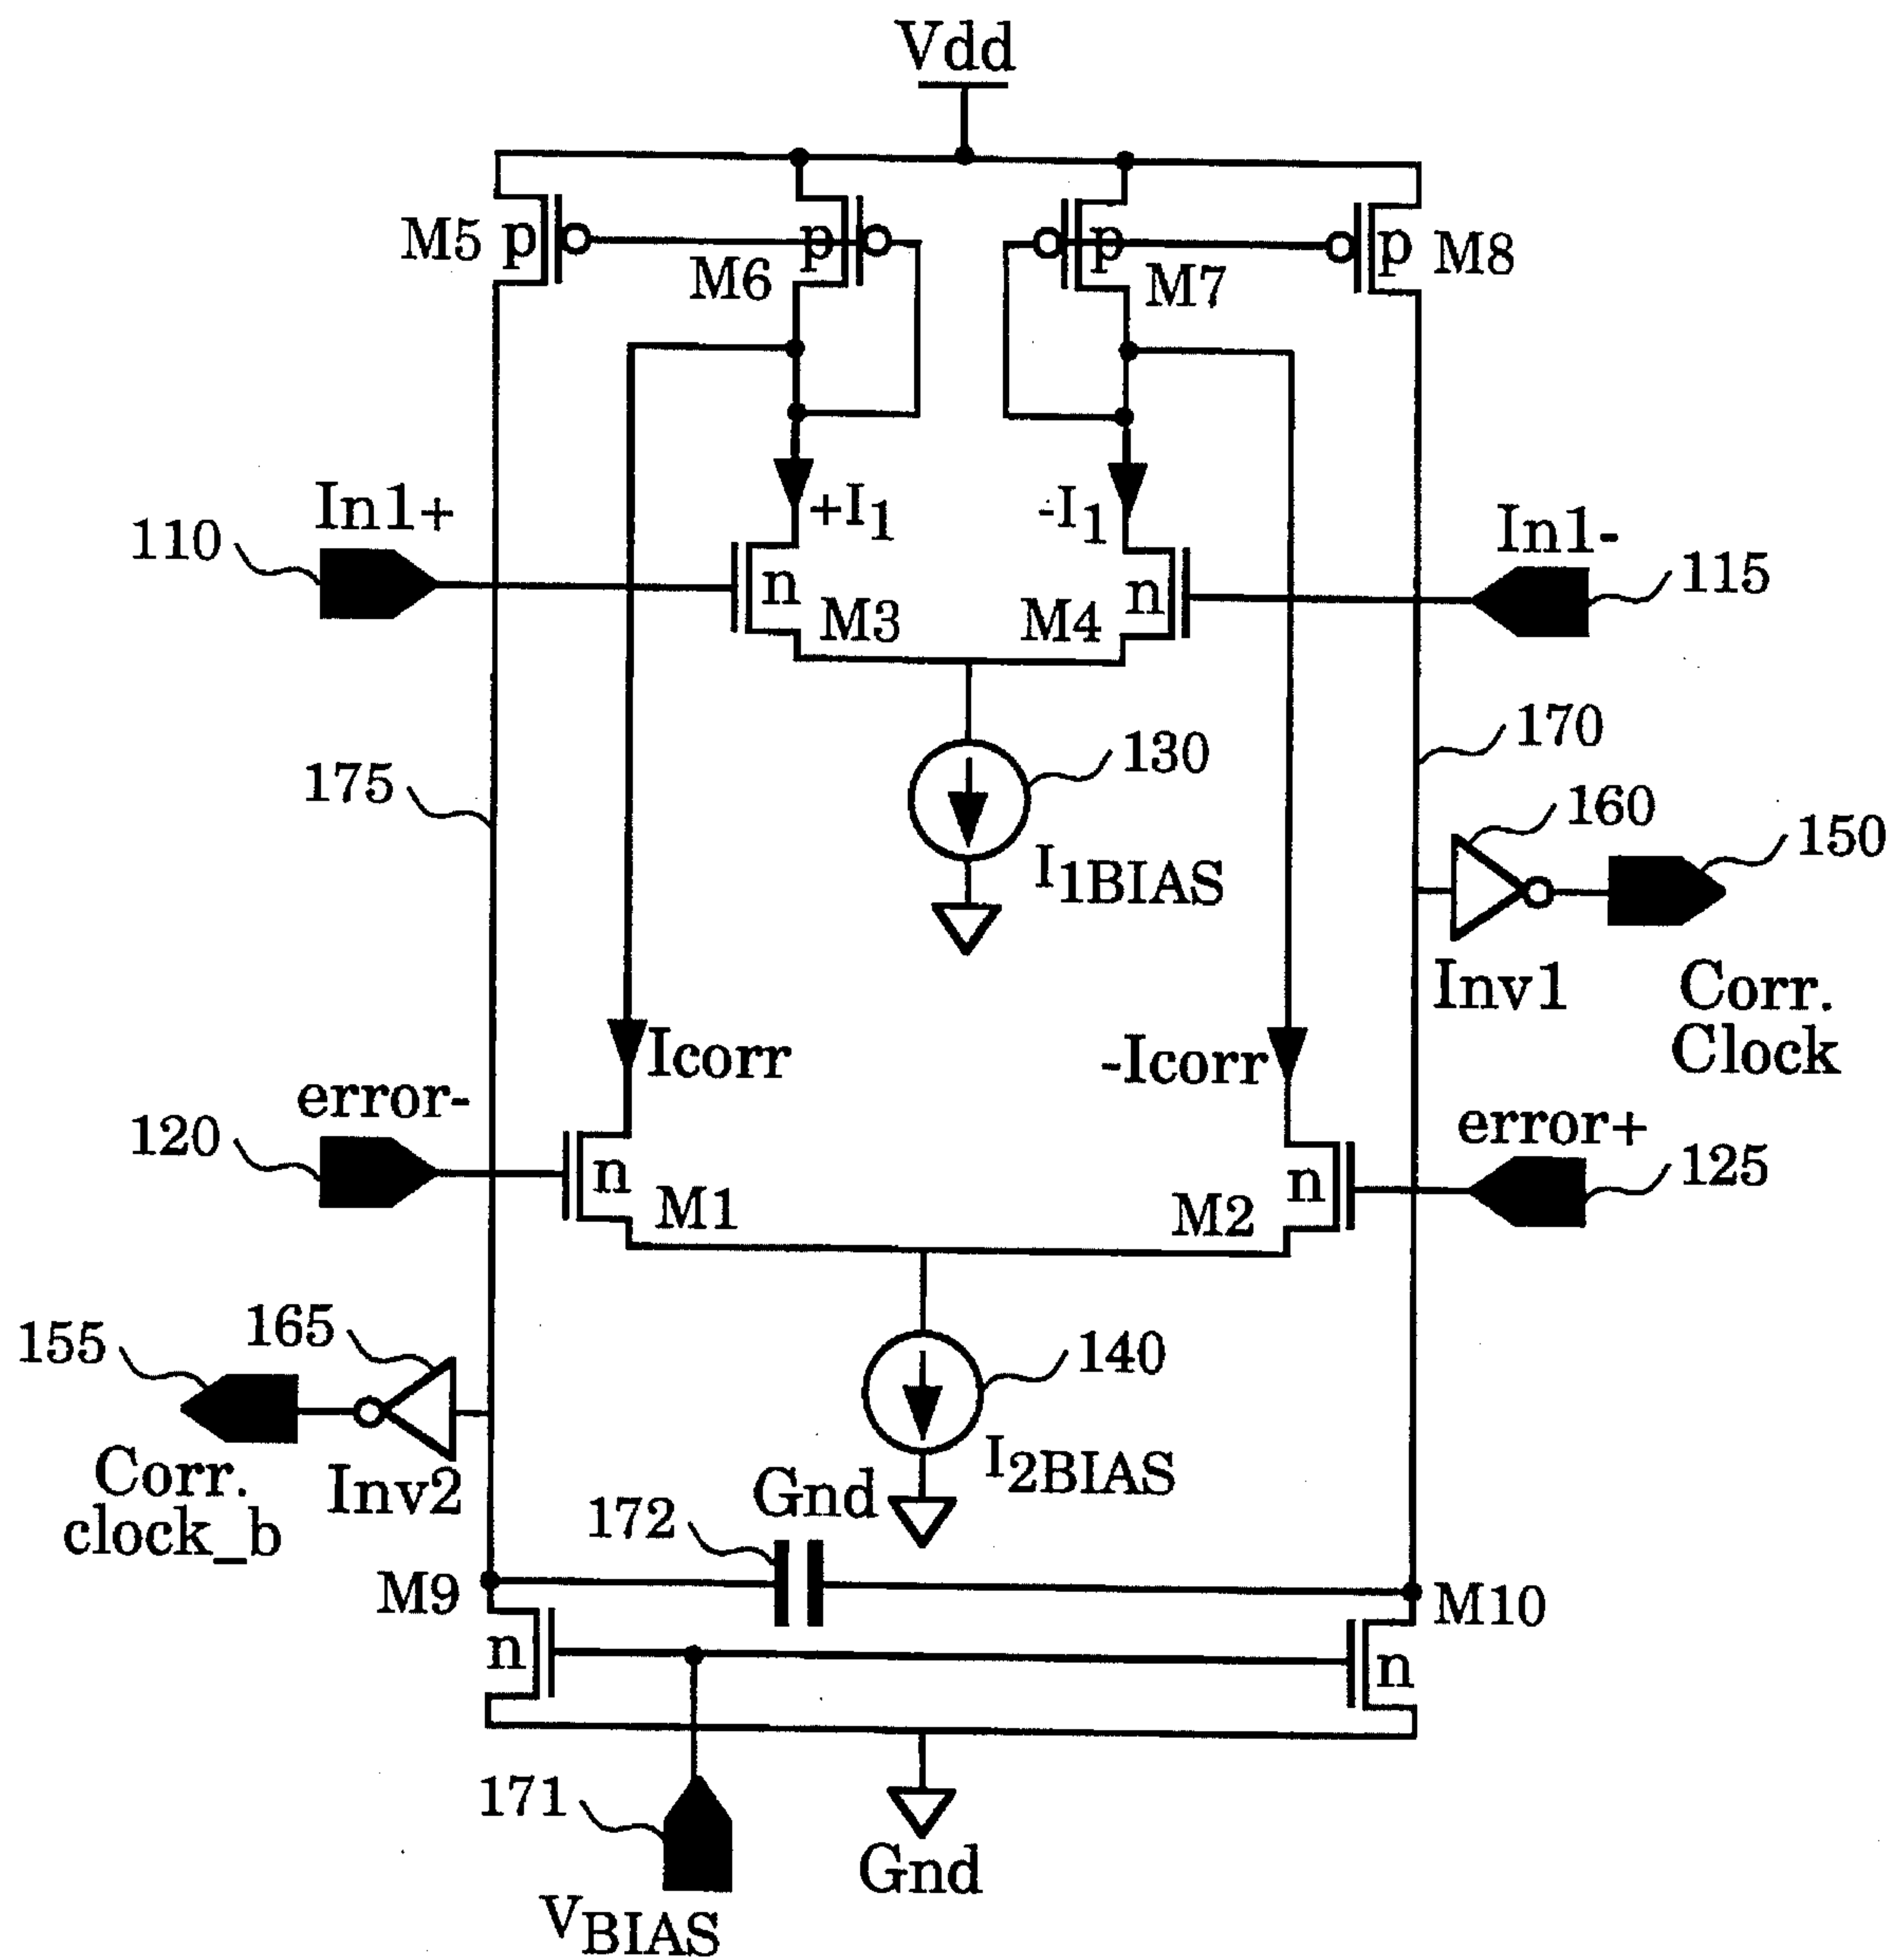 Vdd
M5 p
p
M6
p
M7
p M8
In1+
110
+I1
-I1
In1-
115
n
M3
M4
n
175
130
I1BIAS
170
160
150
Inv1
Corr.
Clock
Icorr
-Icorr
error-
120
error+
125
n
M1
M2
n
155
165
140
I2BIAS
Corr.
clock_b
Inv2
Gnd
172
M9
M10
n
n
171
VBIAS
Gnd